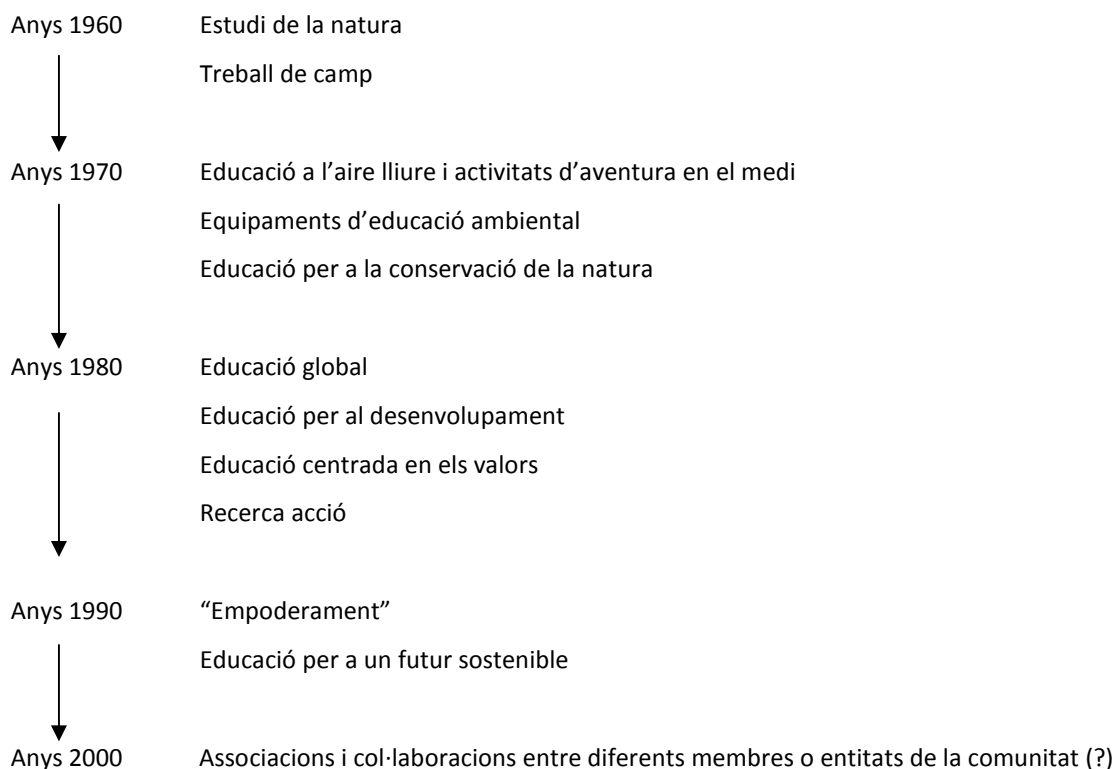 Anys 1960 Estudi de la natura
Treball de camp
Anys 1970 Educació a l’aire lliure i activitats d’aventura en el medi
Equipaments d’educació ambiental
Educació per a la conservació de la natura
Anys 1980 Educació global
Educació per al desenvolupament
Educació centrada en els valors
Recerca acció
Anys 1990 “Empoderament”
Educació per a un futur sostenible
Anys 2000 Associacions i col·laboracions entre diferents membres o entitats de la comunitat (?)